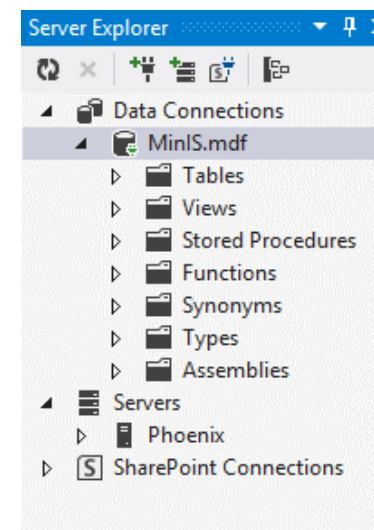 Server Explorer
Data Connections
MinIS.mdf
Tables
Views
Stored Procedures
Functions
Synonyms
Types
Assemblies
Servers
Phoenix
SharePoint Connections